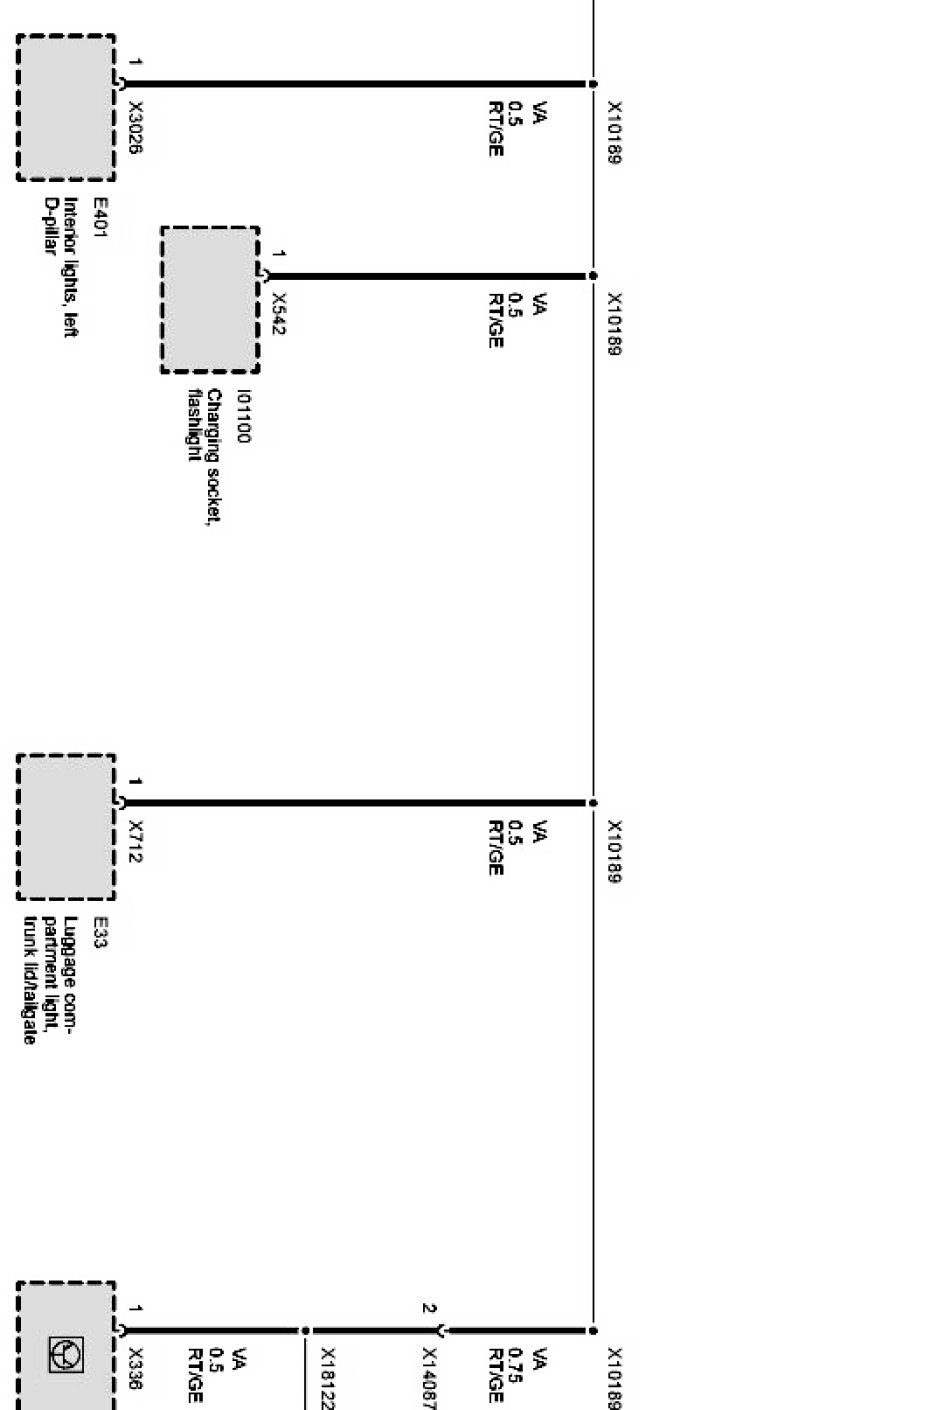 X10189
VA
0.5
RT/GE
1
X3026
E401
Interior lights, left
D-pillar
X10189
VA
0.5
RT/GE
1
X542
I01100
Charging socket,
flashlight
X10189
VA
0.5
RT/GE
1
X712
E33
Luggage com-
partment light,
trunk lid/tailgate
X10189
VA
0.75
RT/GE
2
X14087
X18122
VA
0.5
RT/GE
1
X336